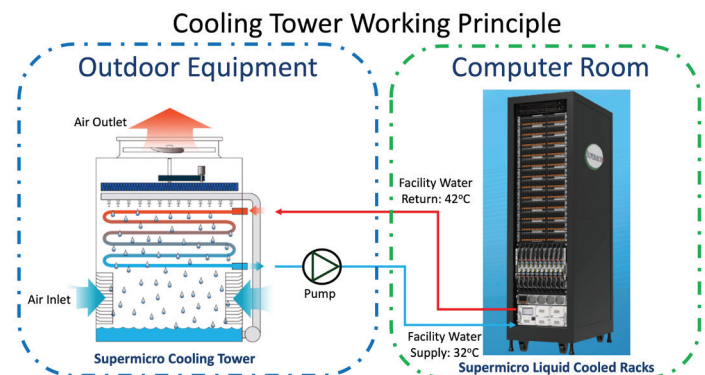 Cooling Tower Working Principle
Outdoor Equipment
Computer Room
Air Outlet
Facility Water
Return: 42°C
Air Inlet
Pump
Facility Water
Supply: 32°C
Supermicro Cooling Tower
Supermicro Liquid Cooled Racks